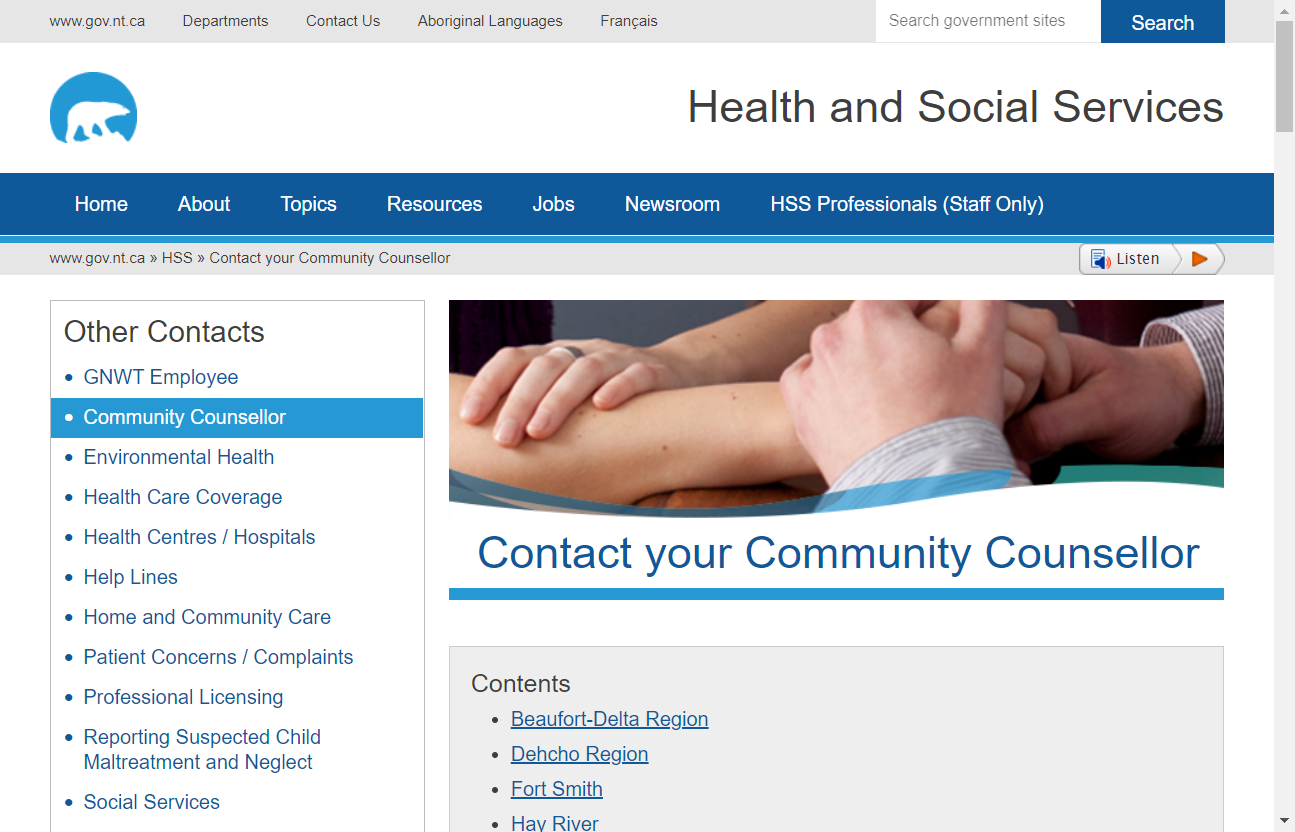 www.gov.nt.ca Departments Contact Us Aboriginal Languages Français Search government sites Search
Health and Social Services
Home About Topics Resources Jobs Newsroom HSS Professionals (Staff Only)
www.gov.nt.ca » HSS » Contact your Community Counsellor Listen
Other Contacts
• GNWT Employee
• Community Counsellor
• Environmental Health
• Health Care Coverage
• Health Centres / Hospitals
• Help Lines
• Home and Community Care
• Patient Concerns / Complaints
• Professional Licensing
• Reporting Suspected Child
Maltreatment and Neglect
• Social Services
Contact your Community Counsellor
Contents
• Beaufort-Delta Region
• Dehcho Region
• Fort Smith
• Hay River